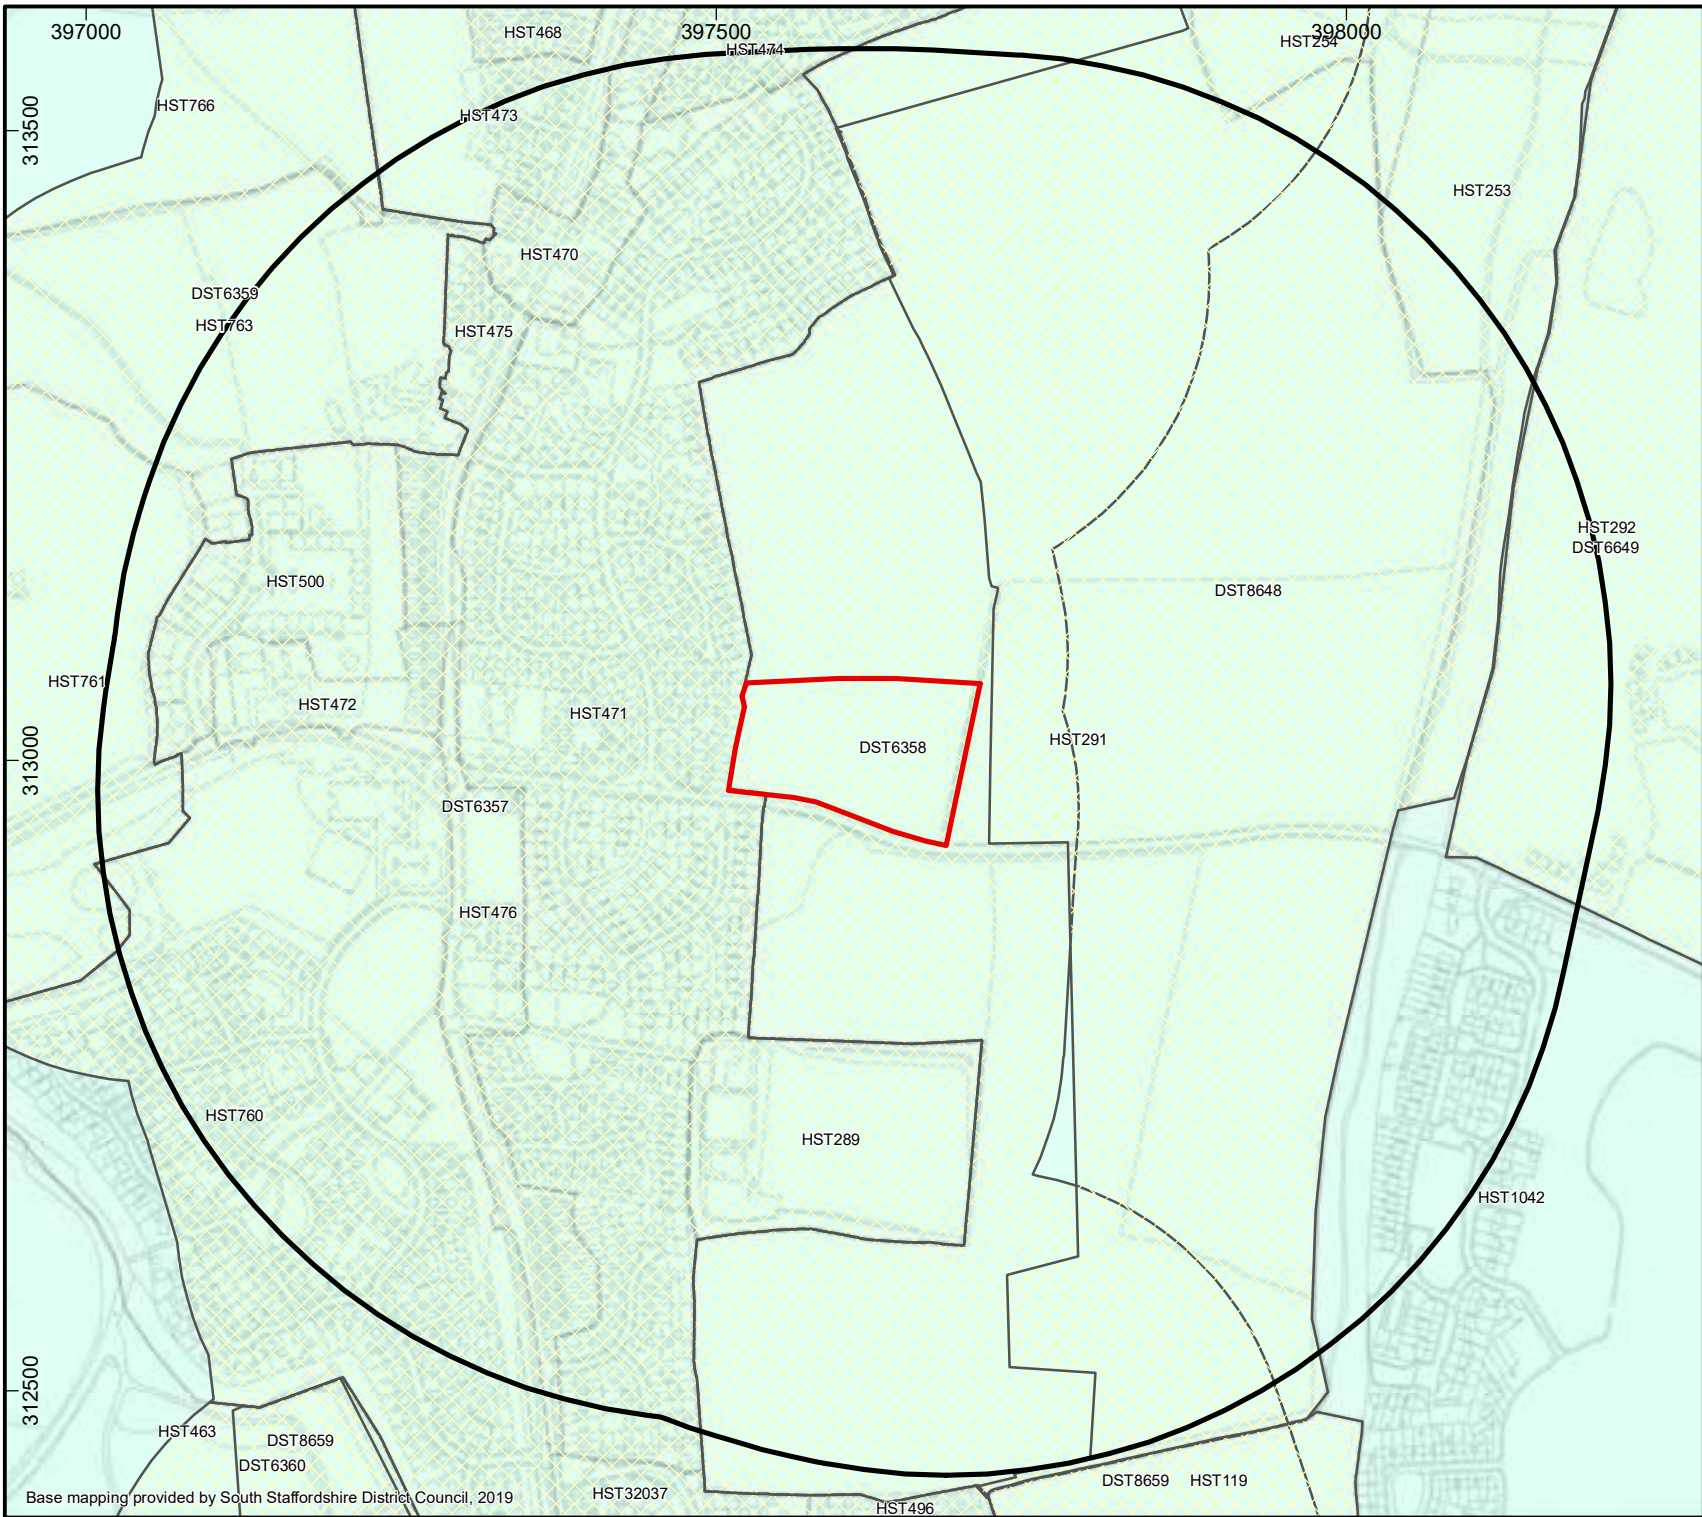 397000
397500
398000
HST468
HST474
HST254
HST766
HST473
313500
HST253
HST470
DST6359
HST763
HST475
HST292
DST6649
HST500
DST8648
HST761
HST472
HST471
HST291
DST6358
313000
DST6357
HST476
HST760
HST289
HST1042
312500
HST463
DST8659
DST6360
DST8659
HST119
HST32037
Base mapping provided by South Staffordshire District Council, 2019
HST496